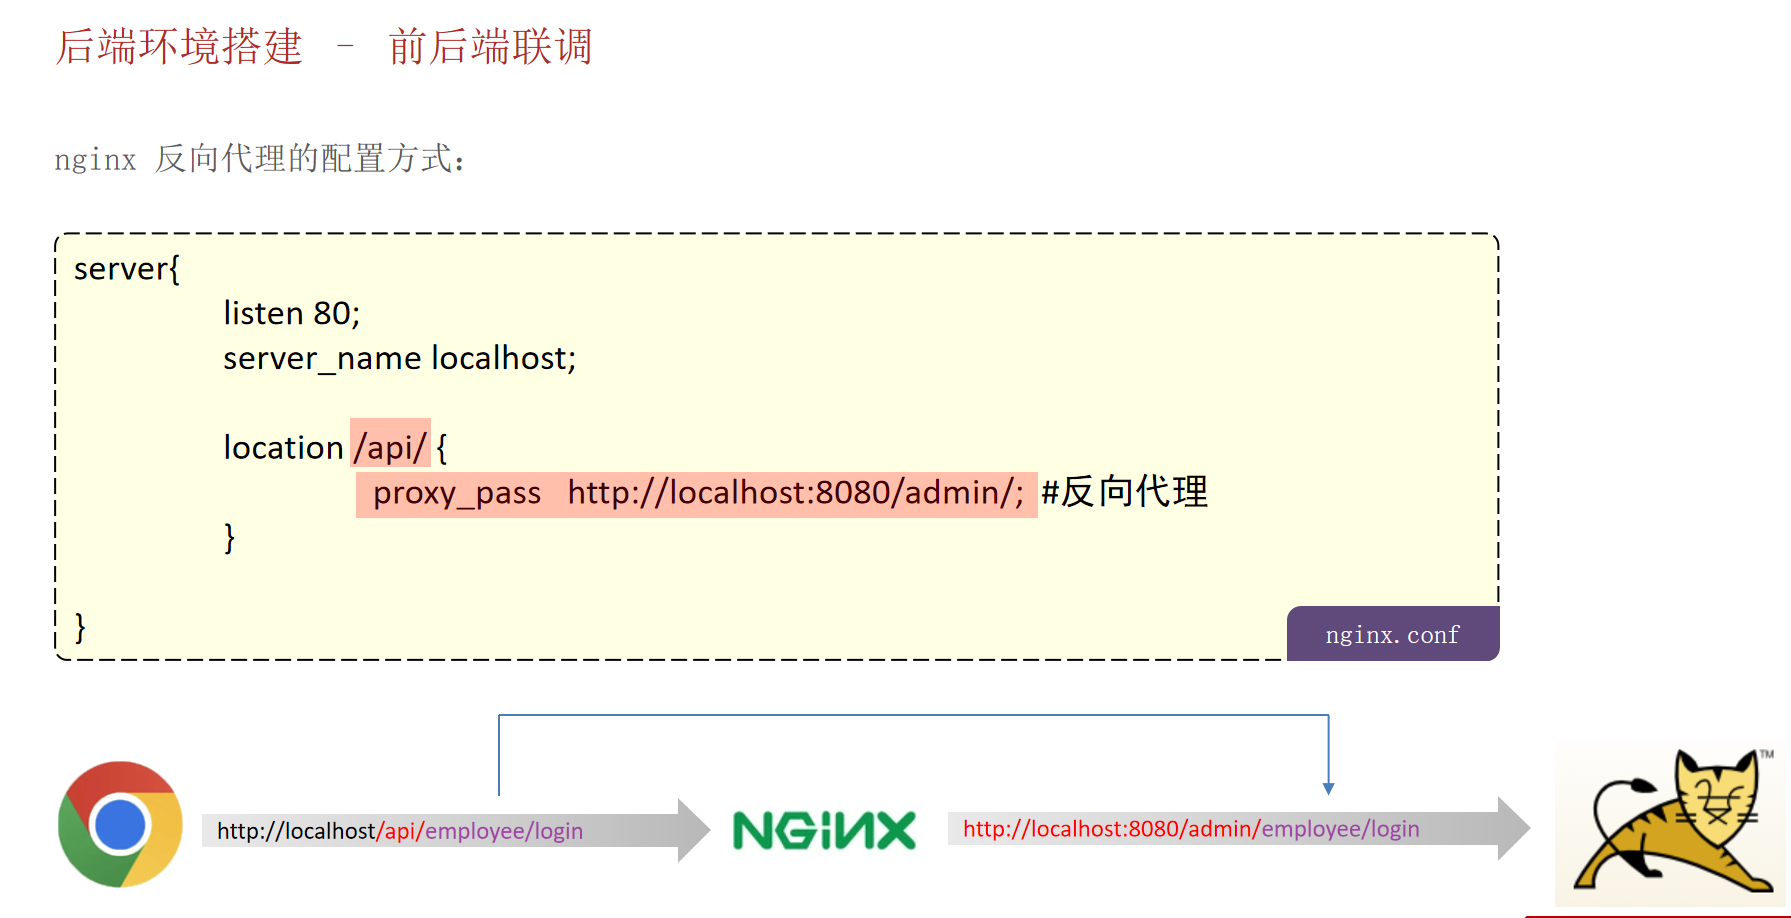 后端环境搭建 - 前后端联调
nginx 反向代理的配置方式：
server{
listen 80;
server_name localhost;
location /api/ {
proxy_pass http://localhost:8080/admin/; #反向代理
}
}
nginx.conf
http://localhost/api/employee/login
NGiNX
http://localhost:8080/admin/employee/login
TM